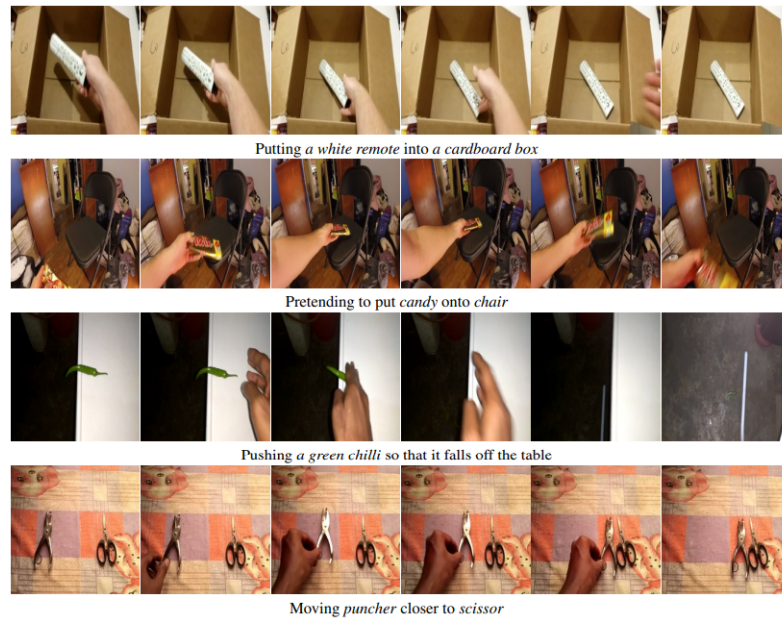 Putting a white remote into a cardboard box
Pretending to put candy onto chair
Pushing a green chilli so that it falls off the table
Moving puncher closer to scissor